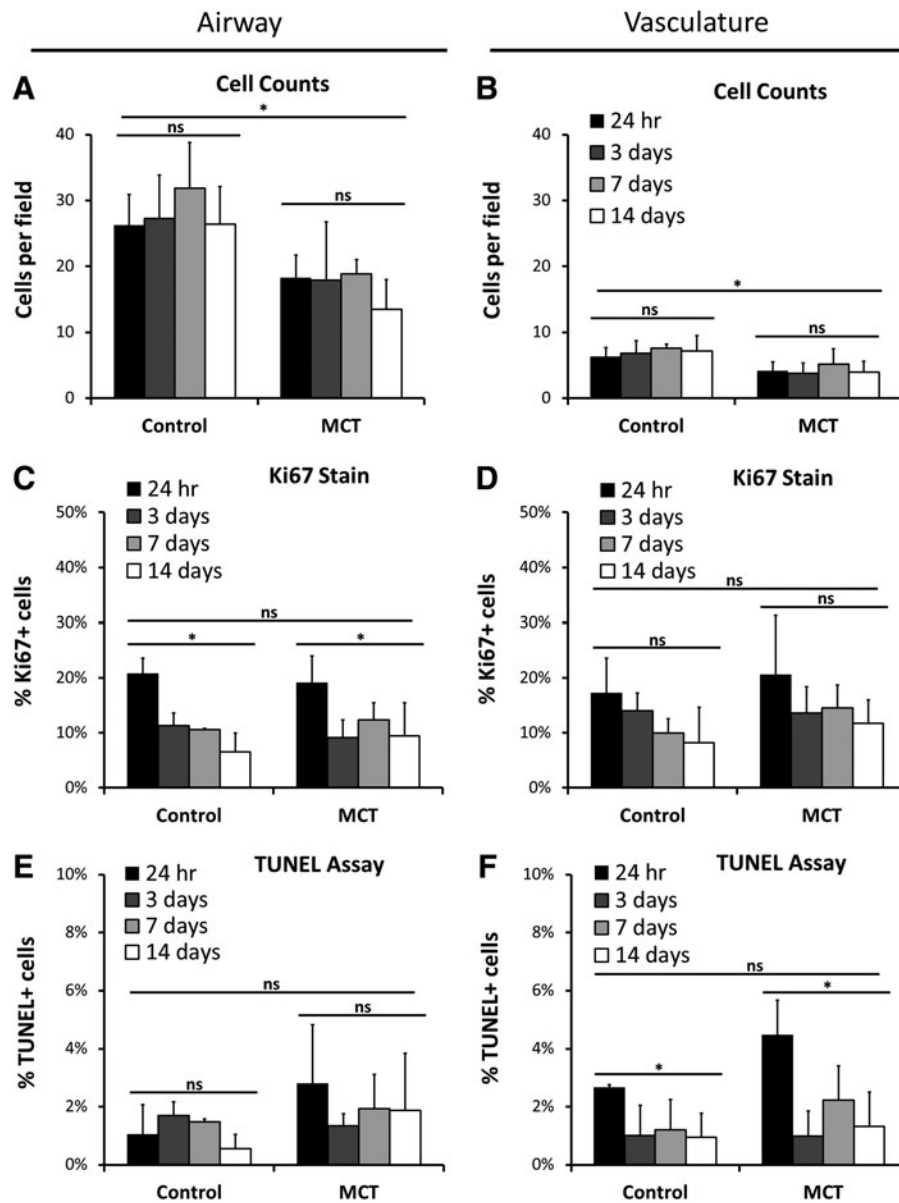 Airway
Vasculature
A
Cell Counts
*
ns
ns
Cells per field
40
30
20
10
0
Control
MCT
B
Cell Counts
24 hr
3 days
7 days
14 days
*
ns
ns
Cells per field
40
30
20
10
0
Control
MCT
C
Ki67 Stain
24 hr
3 days
7 days
14 days
ns
*
*
% Ki67+ cells
50%
40%
30%
20%
10%
0%
Control
MCT
D
Ki67 Stain
24 hr
3 days
7 days
14 days
ns
ns
ns
% Ki67+ cells
50%
40%
30%
20%
10%
0%
Control
MCT
E
TUNEL Assay
24 hr
3 days
7 days
14 days
ns
ns
ns
% TUNEL+ cells
10%
8%
6%
4%
2%
0%
Control
MCT
F
TUNEL Assay
24 hr
3 days
7 days
14 days
ns
*
*
% TUNEL+ cells
10%
8%
6%
4%
2%
0%
Control
MCT